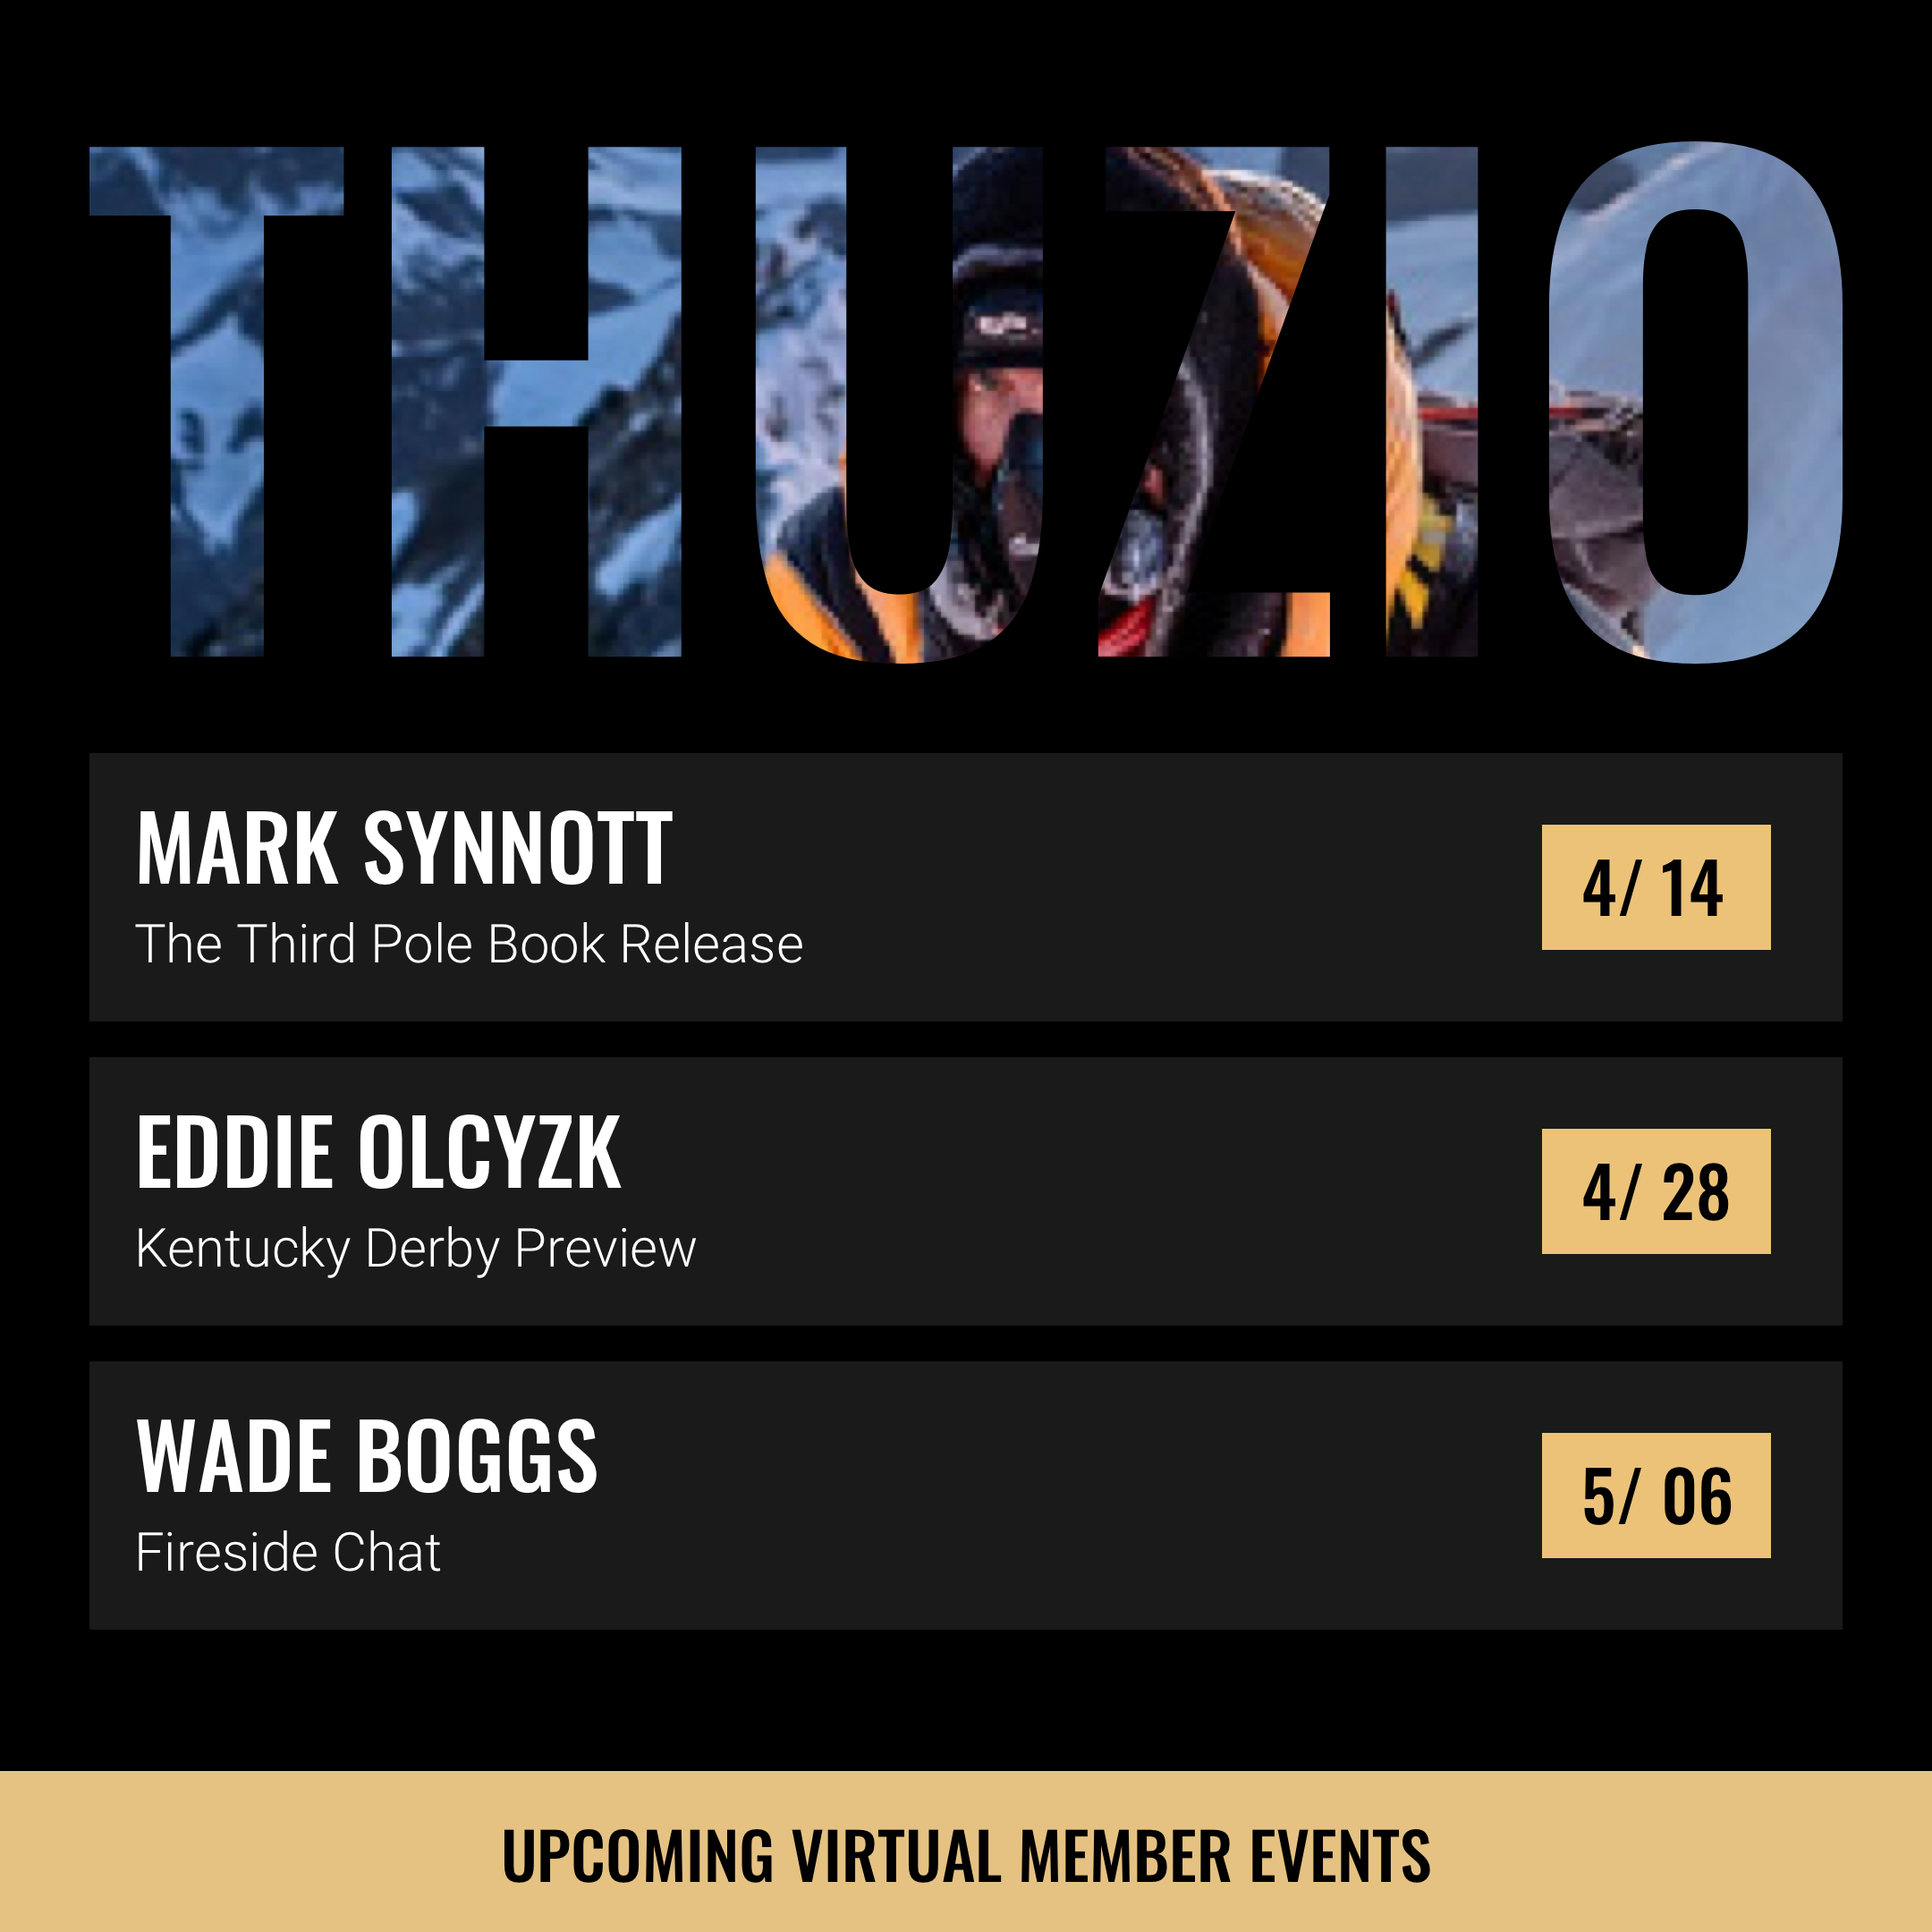 THUZIO
MARK SYNNOTT
The Third Pole Book Release
4/ 14
EDDIE OLCYZK
Kentucky Derby Preview
4/ 28
WADE BOGGS
Fireside Chat
5/ 06
UPCOMING VIRTUAL MEMBER EVENTS